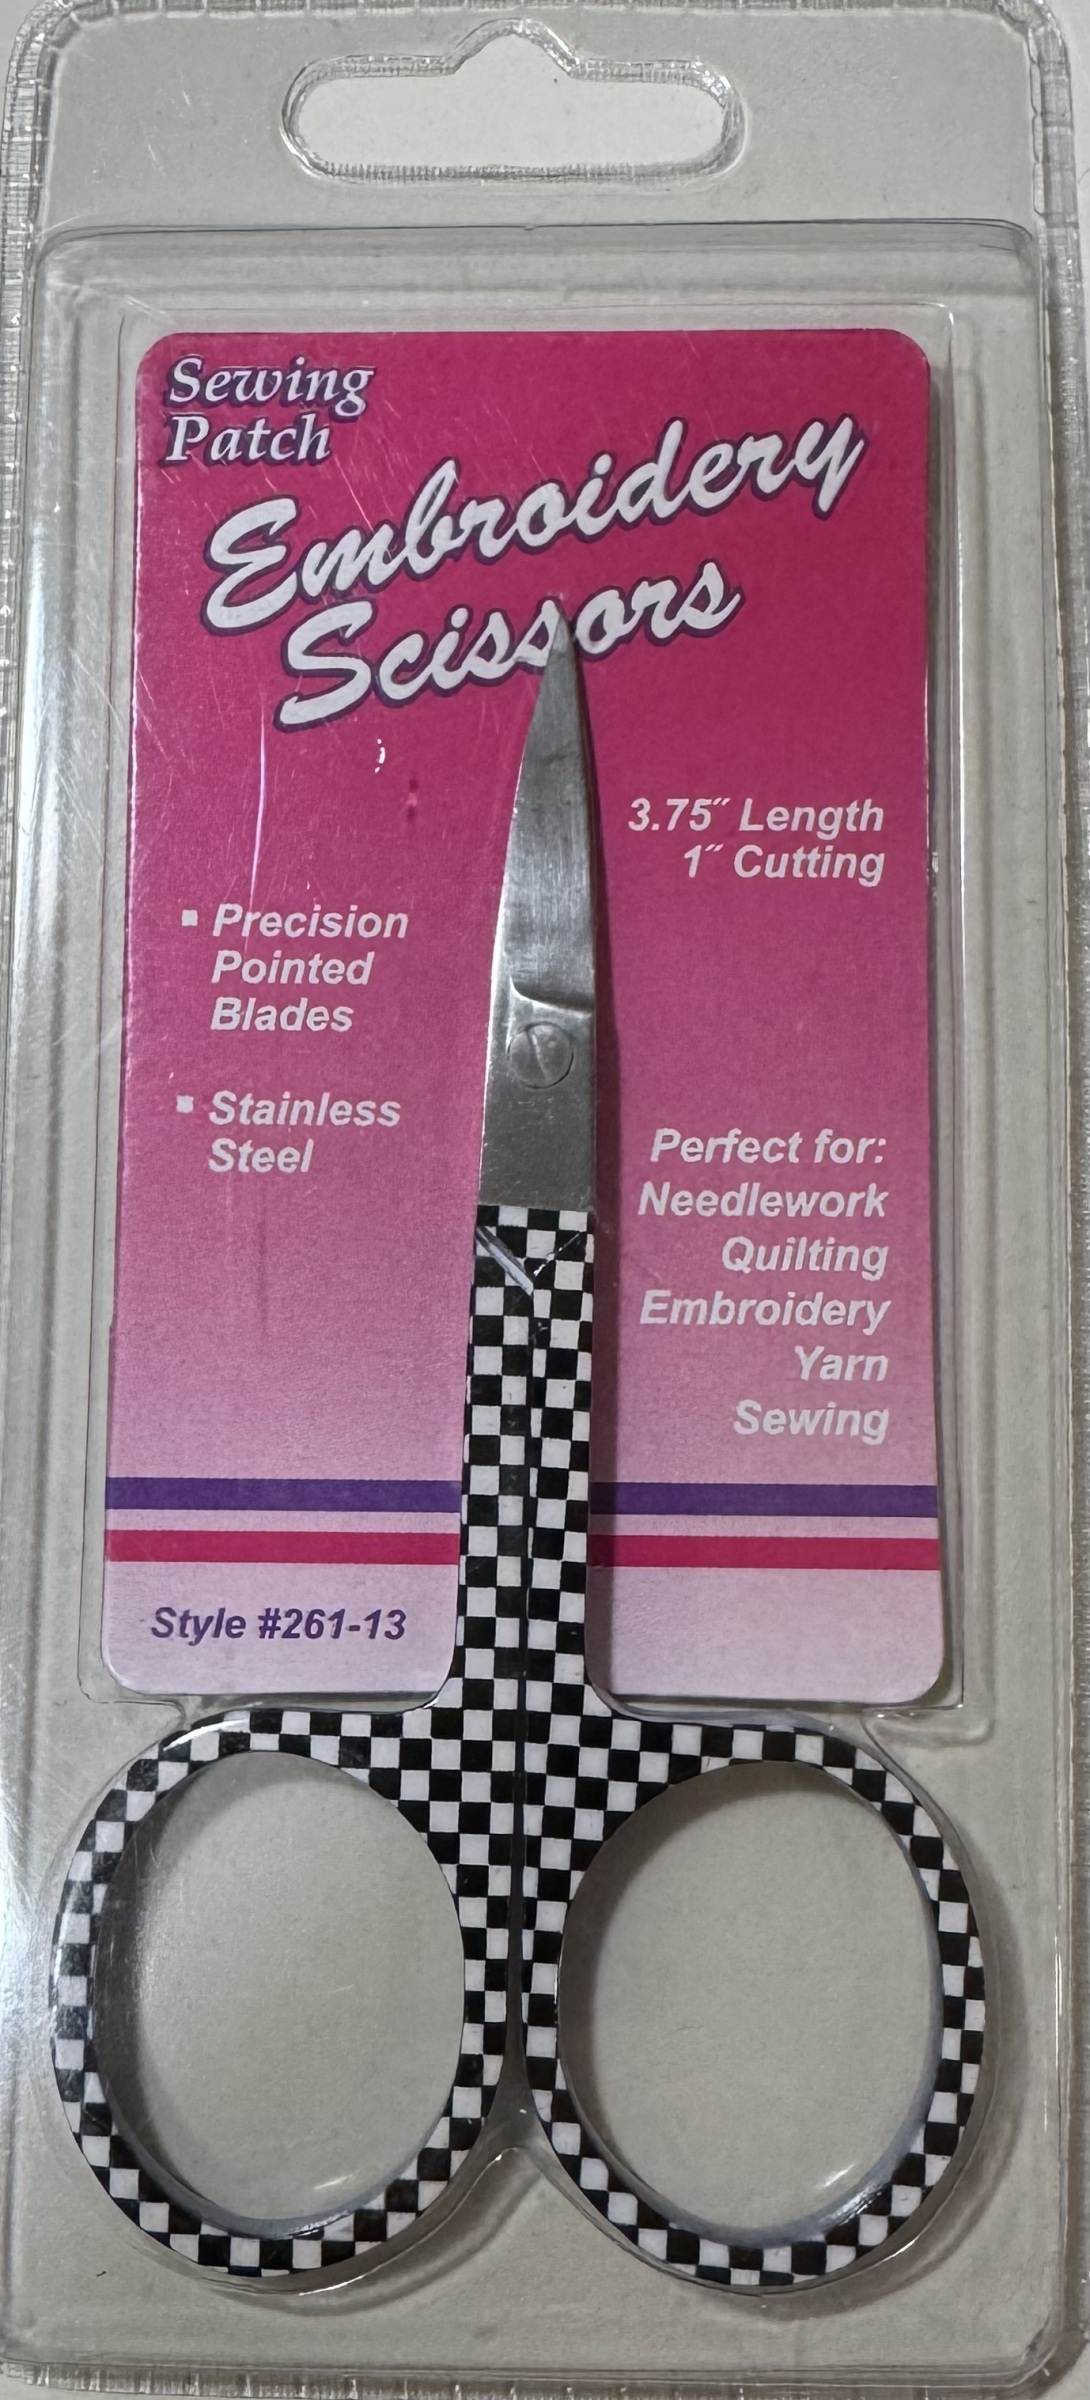 Sewing
Patch
Embroidery
Scissors
3.75″ Length
1″ Cutting
▪ Precision
Pointed
Blades
▪ Stainless
Steel
Perfect for:
Needlework
Quilting
Embroidery
Yarn
Sewing
Style #261-13